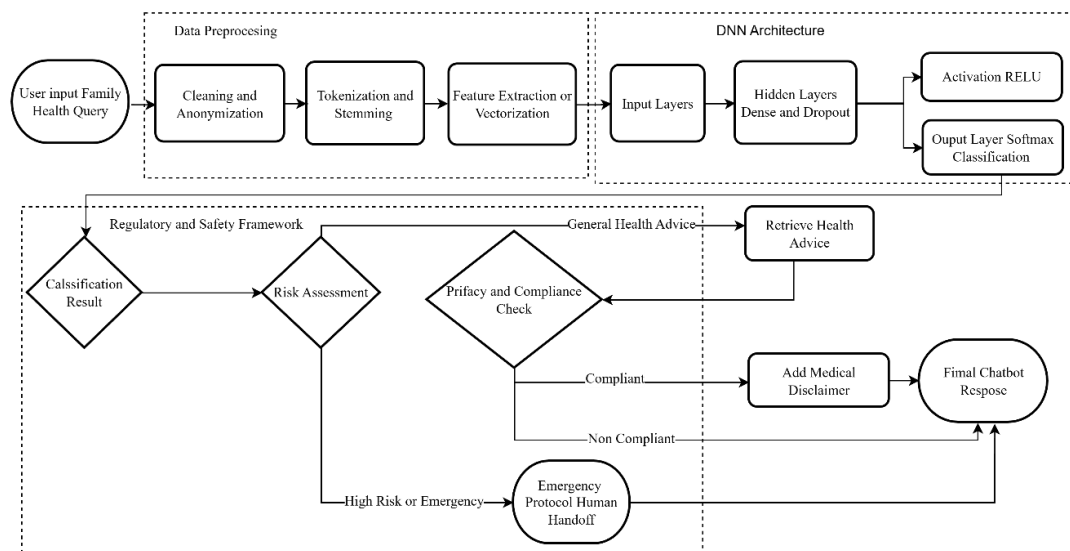 Data Preprocesing
DNN Architecture
User input Family
Health Query
Cleaning and
Anonymization
Tokenization and
Stemming
Feature Extraction or
Vectorization
Input Layers
Hidden Layers
Dense and Dropout
Activation RELU
Ouput Layer Softmax
Classification
Regulatory and Safety Framework
General Health Advice
Retrieve Health
Advice
Calssification
Result
Risk Assessment
Prifacy and Compliance
Check
Compliant
Add Medical
Disclaimer
Fimal Chatbot
Respose
Non Compliant
High Risk or Emergency
Emergency
Protocol Human
Handoff